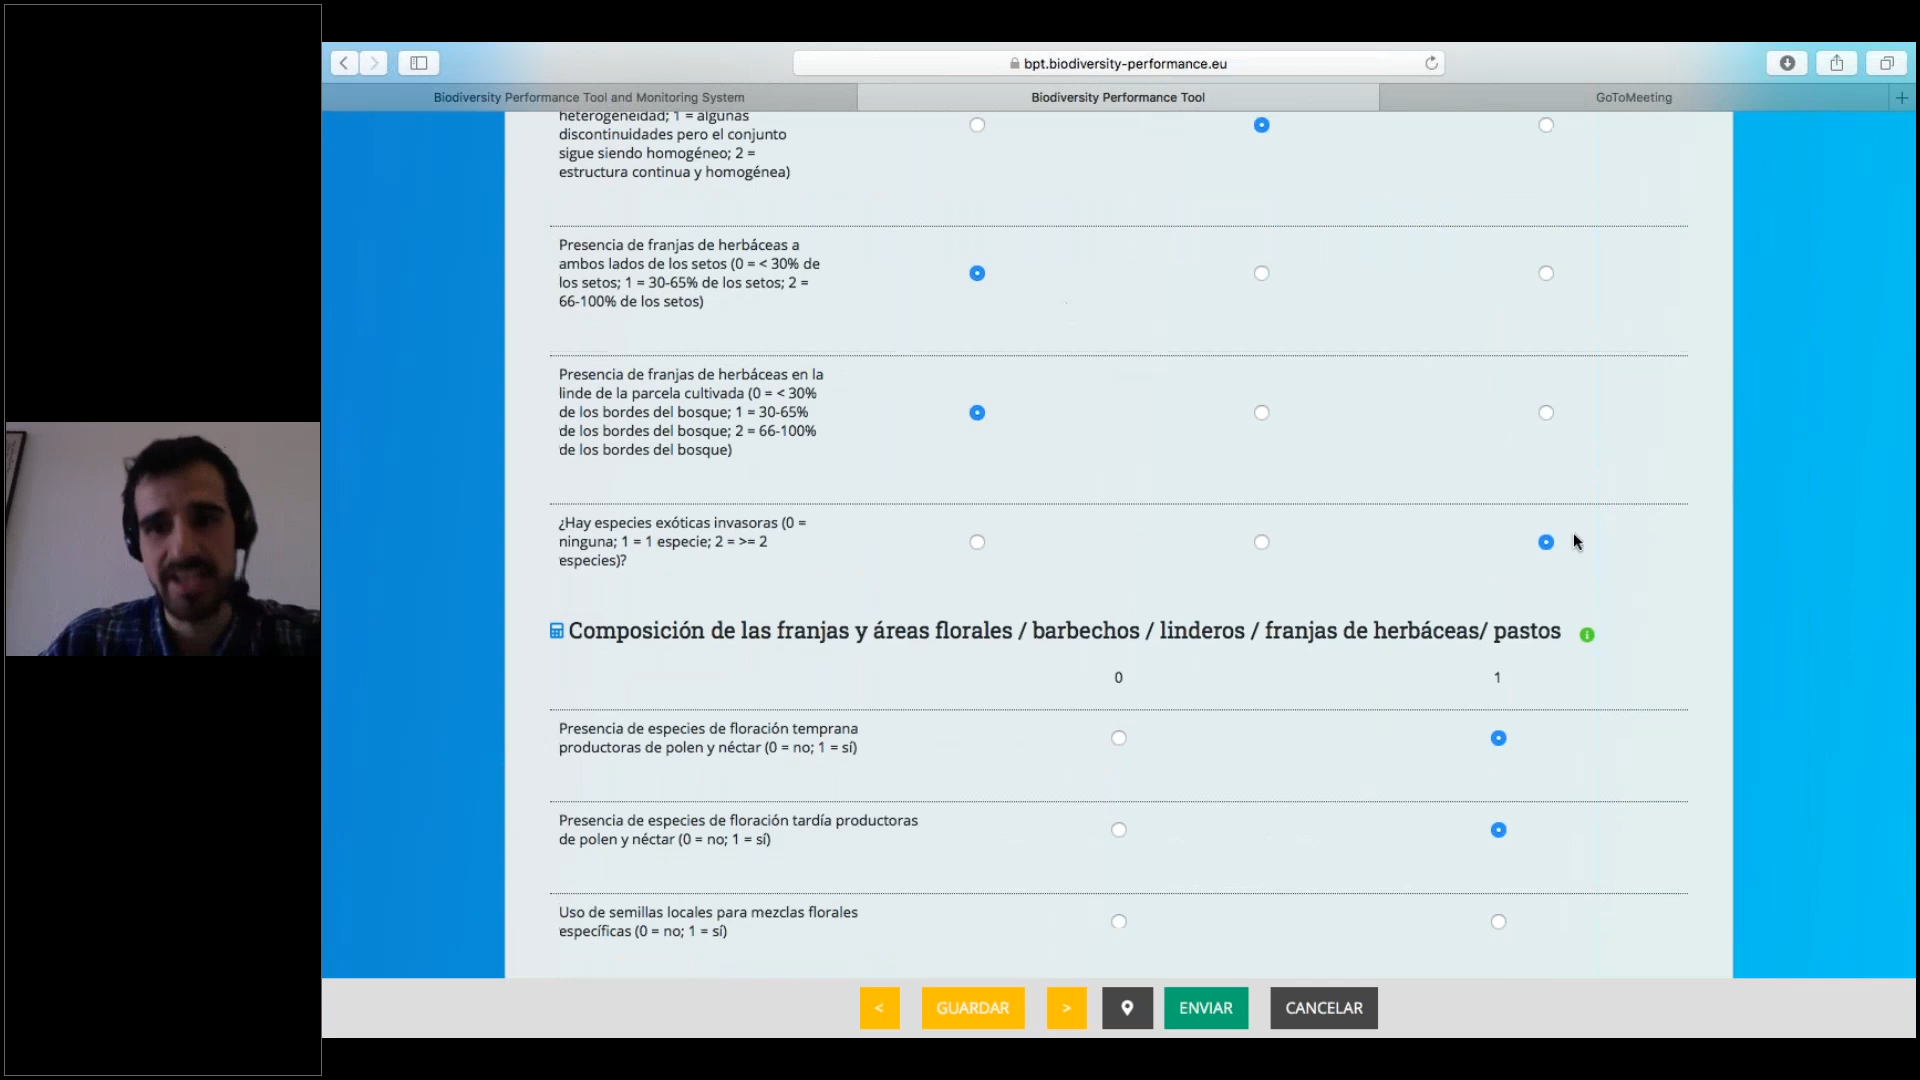 bpt.biodiversity-performance.eu
Biodiversity Performance Tool and Monitoring System
Biodiversity Performance Tool
GoToMeeting
heterogeneidad; 1 = algunas
discontinuidades pero el conjunto
sigue siendo homogéneo; 2 =
estructura continua y homogénea)
Presencia de franjas de herbáceas a
ambos lados de los setos (0 = < 30% de
los setos; 1 = 30-65% de los setos; 2 =
66-100% de los setos)
Presencia de franjas de herbáceas en la
linde de la parcela cultivada (0 = < 30%
de los bordes del bosque; 1 = 30-65%
de los bordes del bosque; 2 = 66-100%
de los bordes del bosque)
¿Hay especies exóticas invasoras (0 =
ninguna; 1 = 1 especie; 2 = >= 2
especies)?
Composición de las franjas y áreas florales / barbechos / linderos / franjas de herbáceas/ pastos
0 1
Presencia de especies de floración temprana
productoras de polen y néctar (0 = no; 1 = sí)
Presencia de especies de floración tardía productoras
de polen y néctar (0 = no; 1 = sí)
Uso de semillas locales para mezclas florales
específicas (0 = no; 1 = sí)
< GUARDAR > ENVIAR CANCELAR